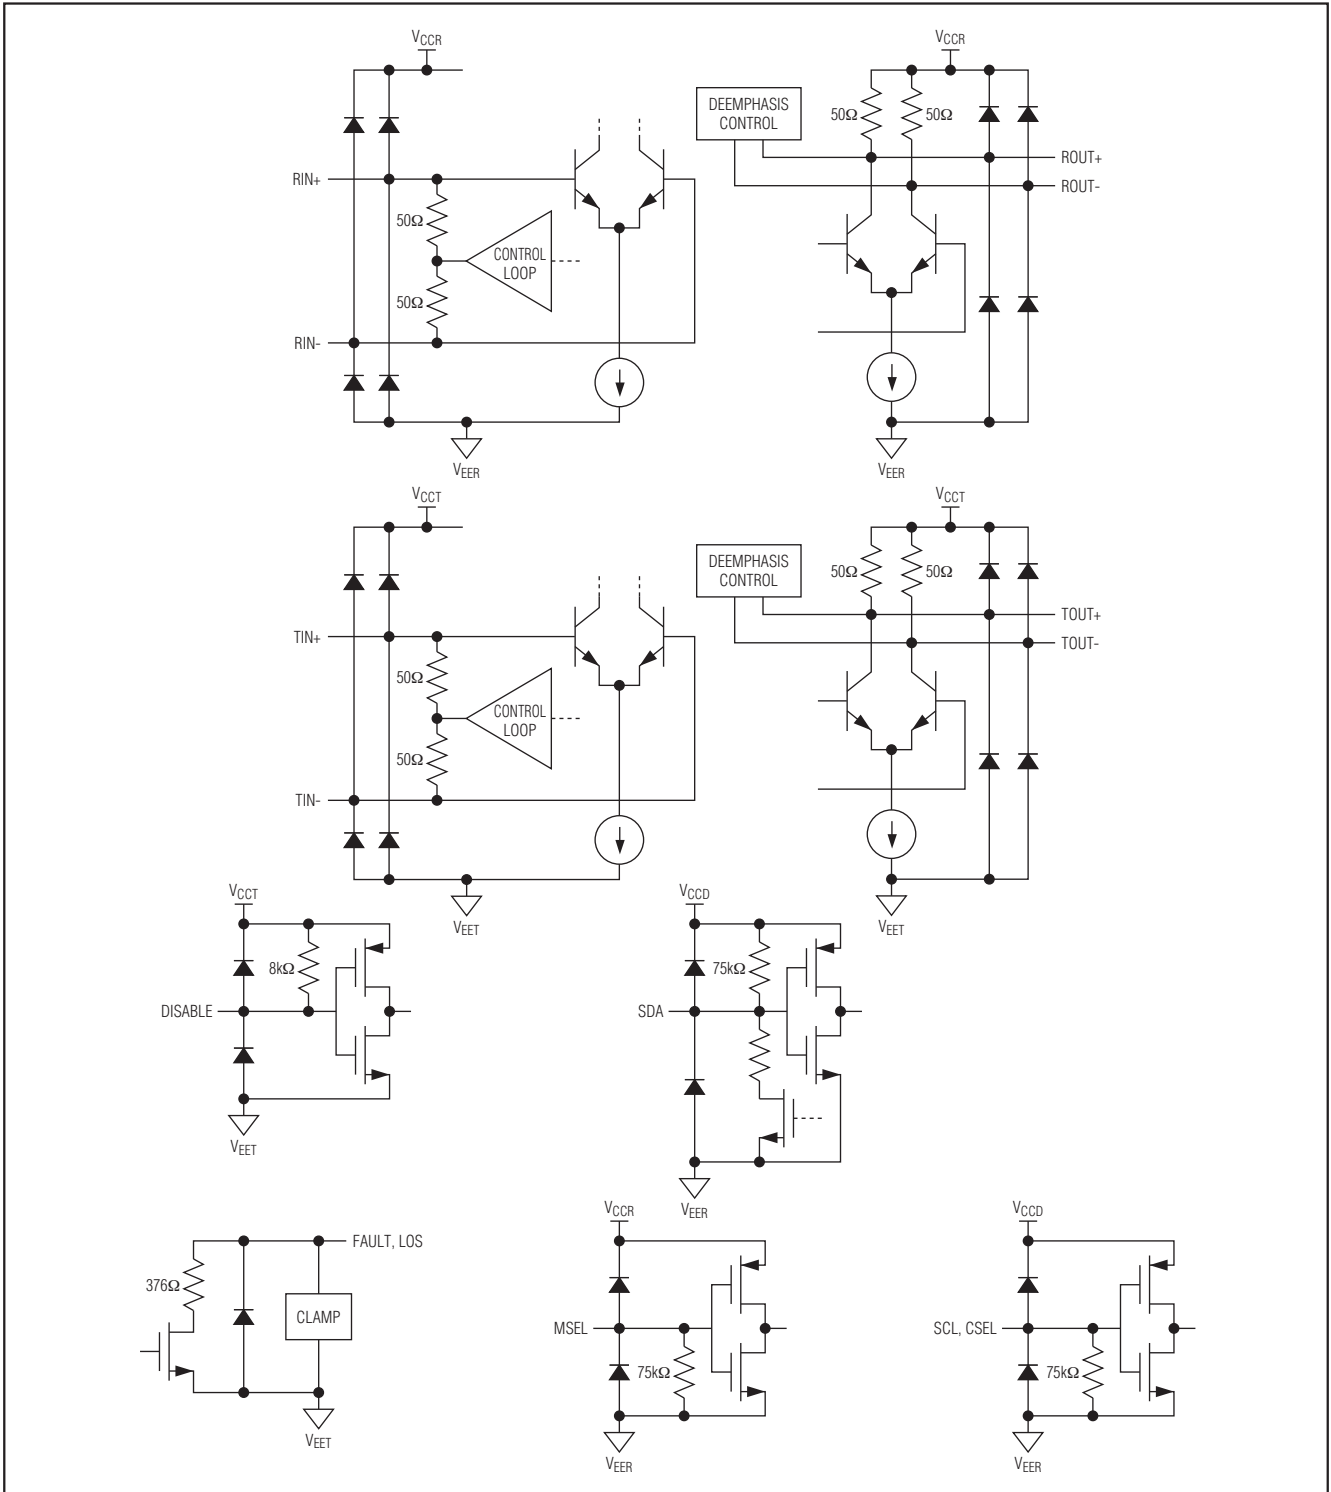 VCCR
VCCR
DEEMPHASIS
CONTROL
50Ω
50Ω
ROUT+
RIN+
ROUT-
50Ω
CONTROL
LOOP
50Ω
RIN-
VEER
VEER
VCCT
VCCT
DEEMPHASIS
CONTROL
50Ω
50Ω
TOUT+
TIN+
TOUT-
50Ω
CONTROL
LOOP
50Ω
TIN-
VEET
VEET
VCCT
8kΩ
DISABLE
VEET
VCCD
75kΩ
SDA
VEER
FAULT, LOS
376Ω
CLAMP
VEET
VCCR
MSEL
75kΩ
VEER
VCCD
SCL, CSEL
75kΩ
VEER